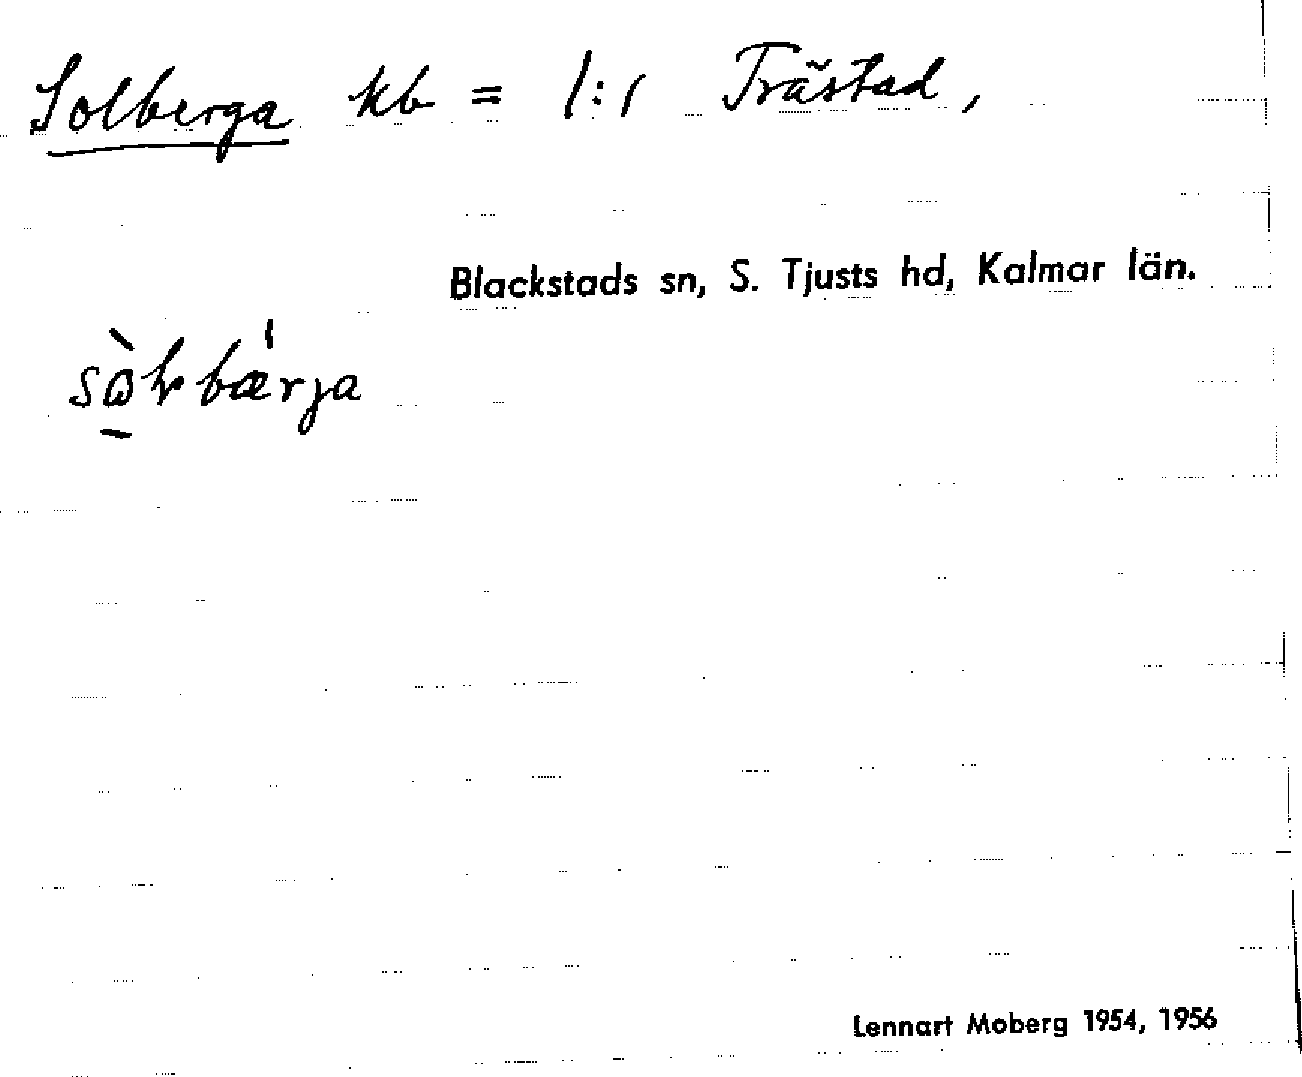 Solberga kb = 1:1 Trästad,
Blackstads sn, S. Tjusts hd, Kalmar län.
Lennart Moberg 1954, 1956